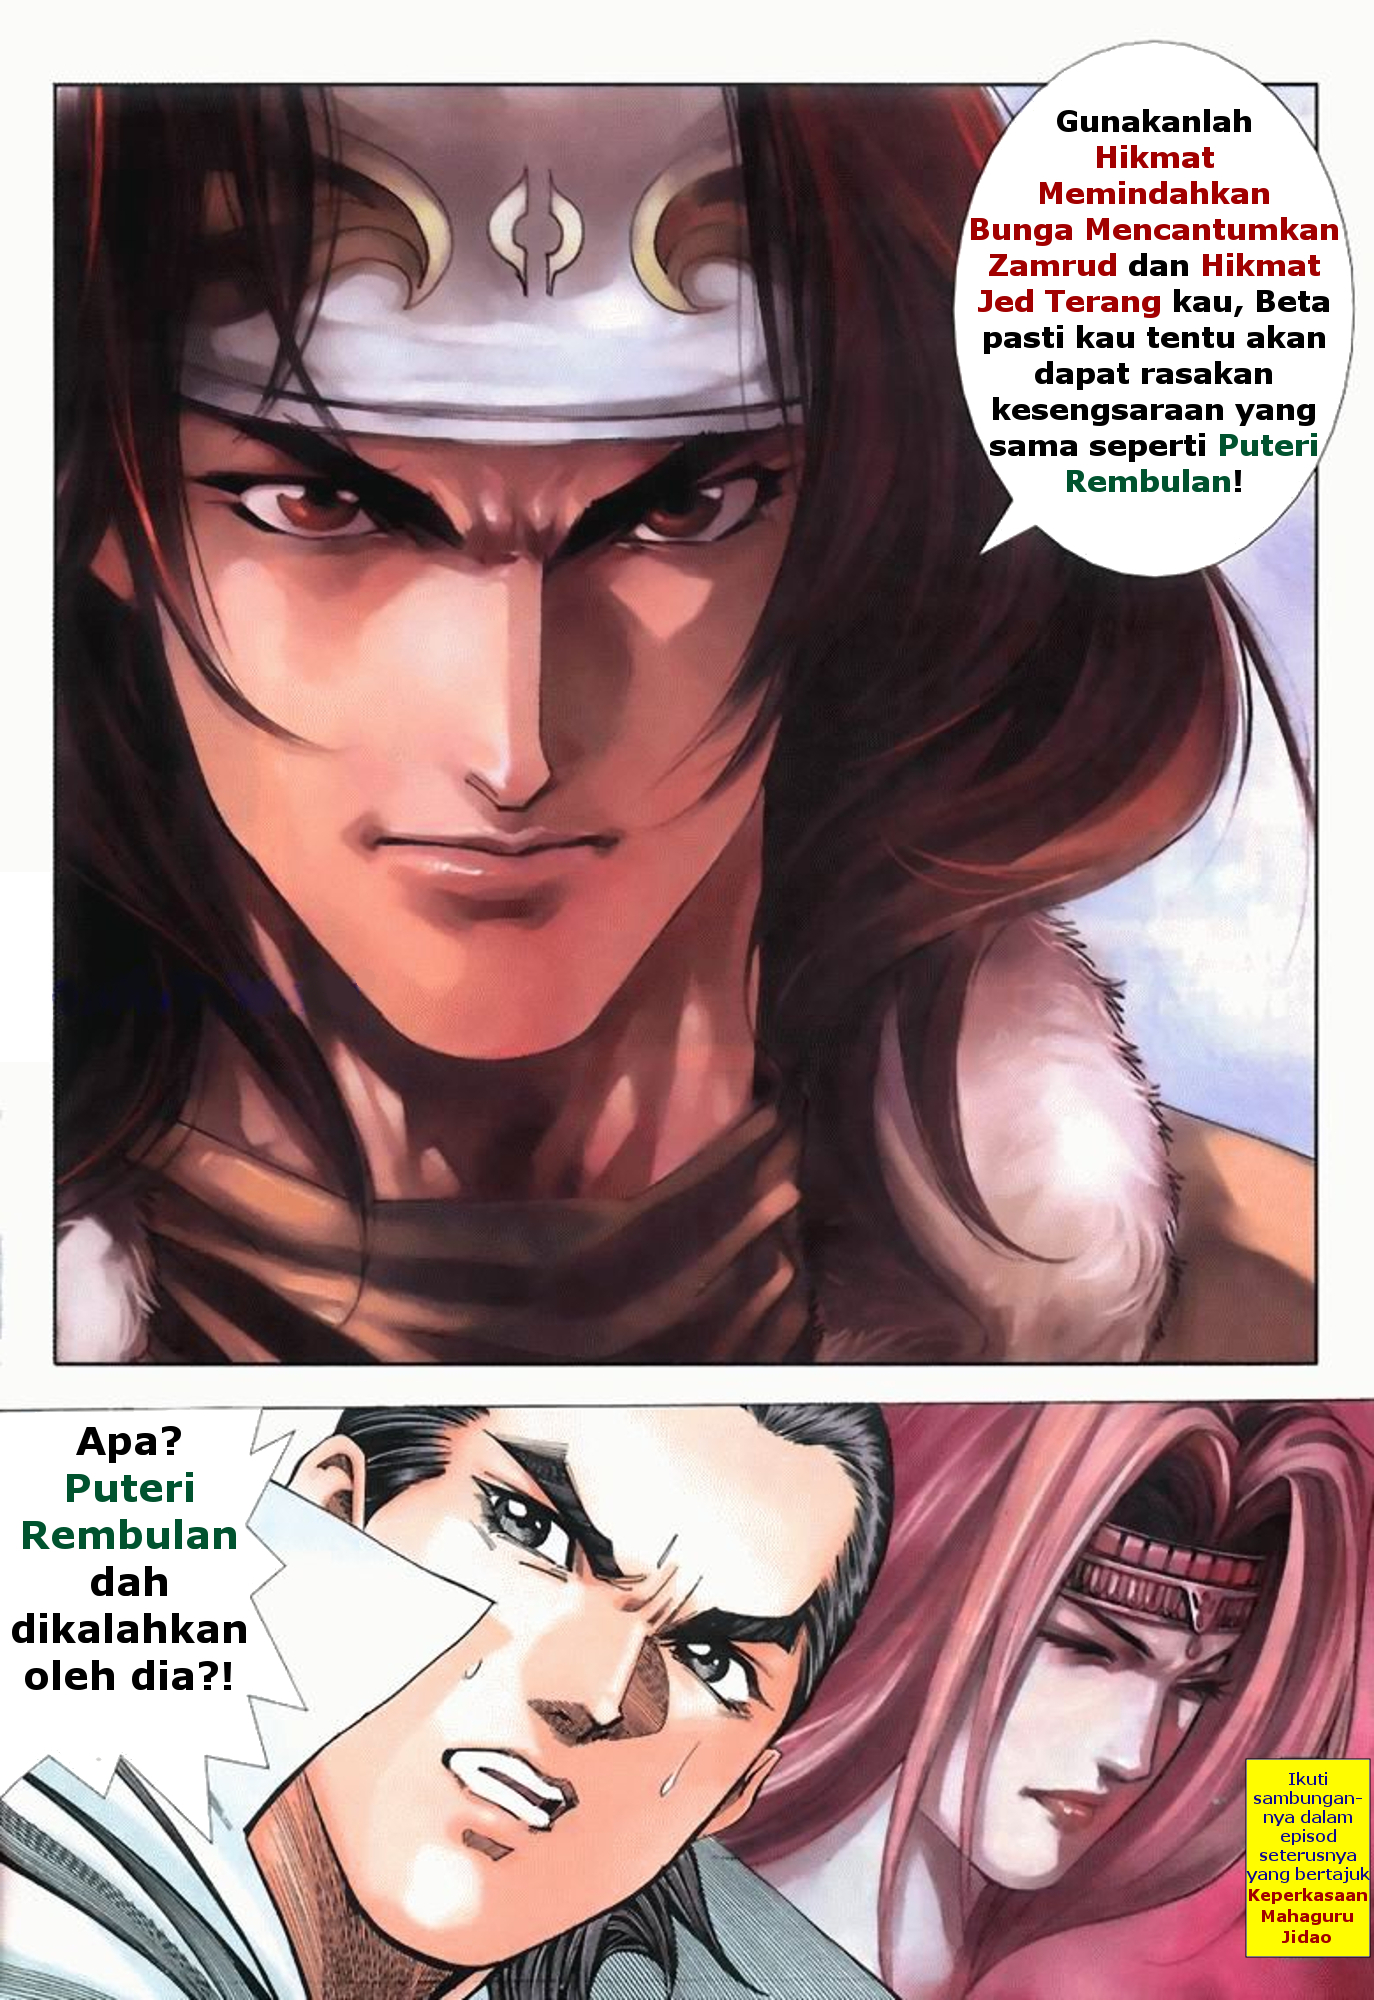 Gunakanlah
Hikmat
Memindahkan
Bunga Mencantumkan
Zamrud dan Hikmat
Jed Terang kau, Beta
pasti kau tentu akan
dapat rasakan
kesengsaraan yang
sama seperti Puteri
Rembulan!
Apa?
Puteri
Rembulan
dah
dikalahkan
oleh dia?!
Ikuti
sambungan-
nya dalam
episod
seterusnya
yang bertajuk
Keperkasaan
Mahaguru
Jidao